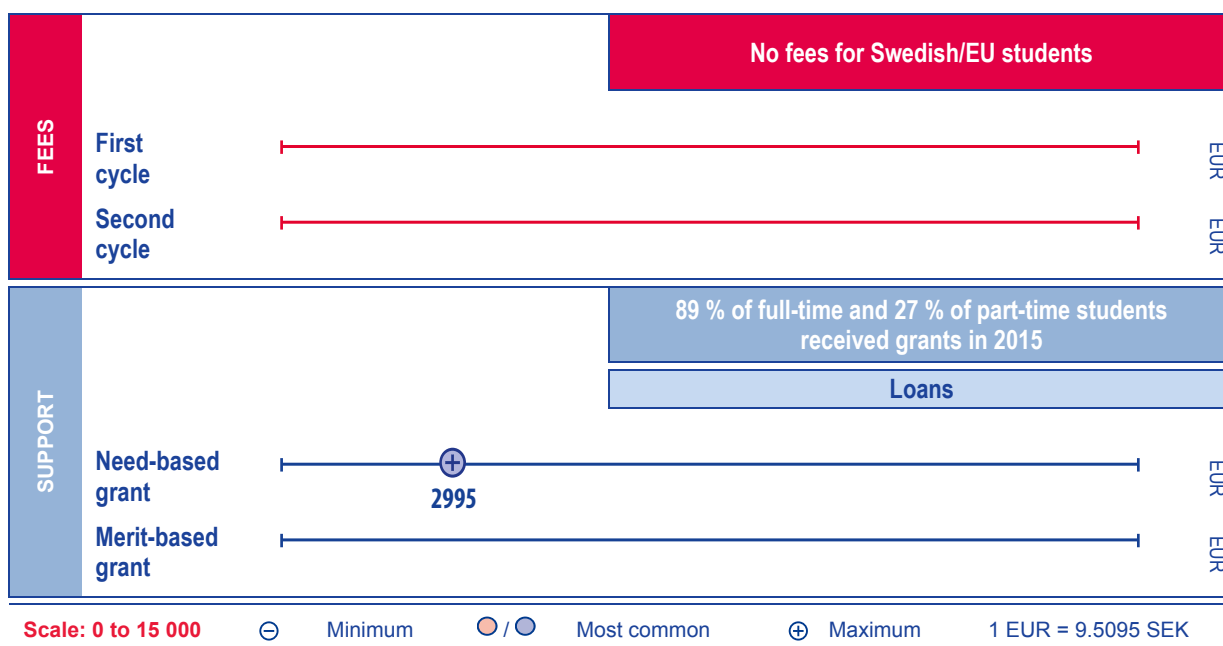 No fees for Swedish/EU students
FEES
First
cycle
EUR
Second
cycle
EUR
89 % of full-time and 27 % of part-time students
received grants in 2015
Loans
SUPPORT
Need-based
grant
2995
EUR
Merit-based
grant
EUR
Scale: 0 to 15 000 Minimum / Most common Maximum 1 EUR = 9.5095 SEK